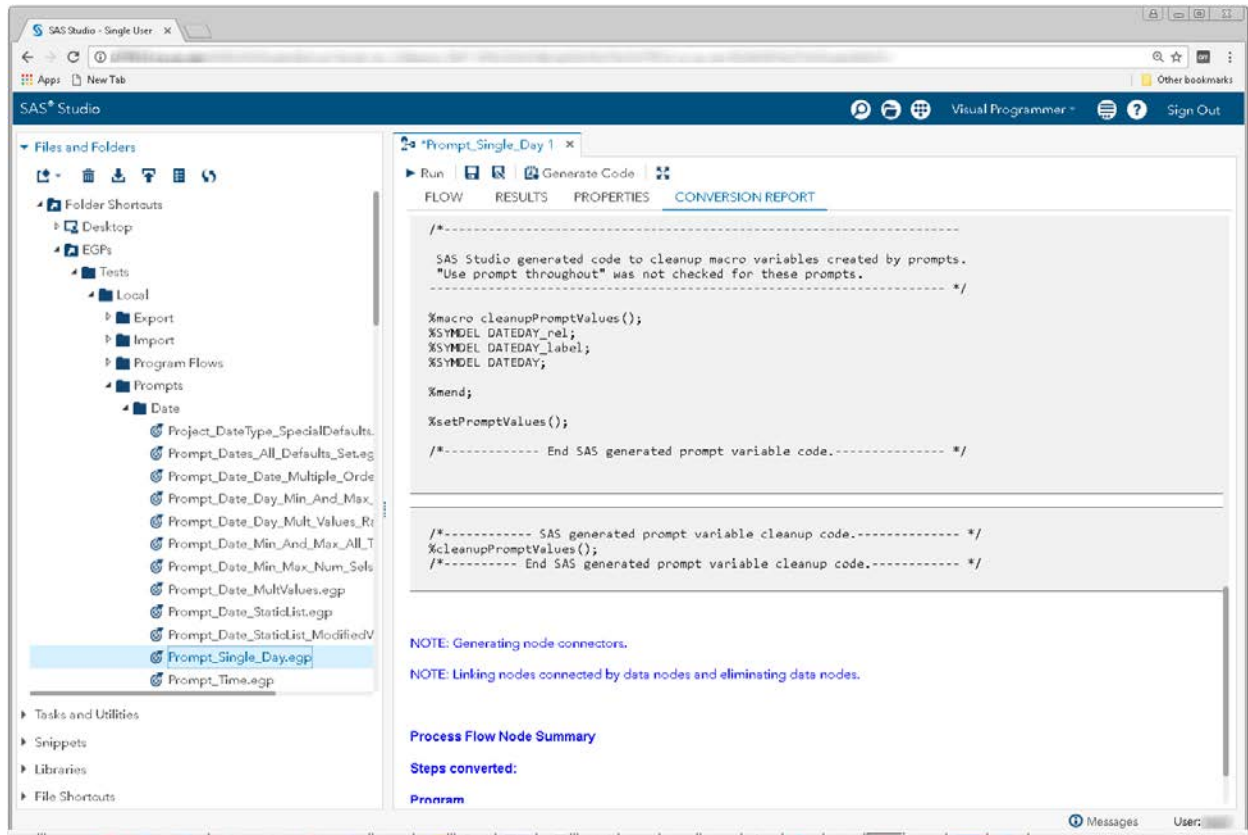 SAS Studio - Single User
Apps New Tab
Other bookmarks
SAS® Studio
Visual Programmer
Sign Out
Files and Folders
Folder Shortcuts
Desktop
EGPs
Tests
Local
Export
Import
Program Flows
Prompts
Date
Project_DateType_SpecialDefaults.
Prompt_Dates_All_Defaults_Set.eg
Prompt_Date_Date_Multiple_Orde
Prompt_Date_Day_Min_And_Max_
Prompt_Date_Day_Mult_Values_Ra
Prompt_Date_Min_And_Max_All_T
Prompt_Date_Min_Max_Num_Sels
Prompt_Date_MultValues.egp
Prompt_Date_StaticList.egp
Prompt_Date_StaticList_ModifiedV
Prompt_Single_Day.egp
Prompt_Time.egp
Tasks and Utilities
Snippets
Libraries
File Shortcuts
*Prompt_Single_Day 1
Run Generate Code
FLOW RESULTS PROPERTIES CONVERSION REPORT
/*----------------------------------------------------------------------
SAS Studio generated code to cleanup macro variables created by prompts.
"Use prompt throughout" was not checked for these prompts.
---------------------------------------------------------------------- */
%macro cleanupPromptValues();
%SYMDEL DATEDAY_rel;
%SYMDEL DATEDAY_label;
%SYMDEL DATEDAY;
%mend;
%setPromptValues();
/*------------- End SAS generated prompt variable code.--------------- */
/*------------ SAS generated prompt variable cleanup code.-------------- */
%cleanupPromptValues();
/*---------- End SAS generated prompt variable cleanup code.------------ */
NOTE: Generating node connectors.
NOTE: Linking nodes connected by data nodes and eliminating data nodes.
Process Flow Node Summary
Steps converted:
Program
Messages User: